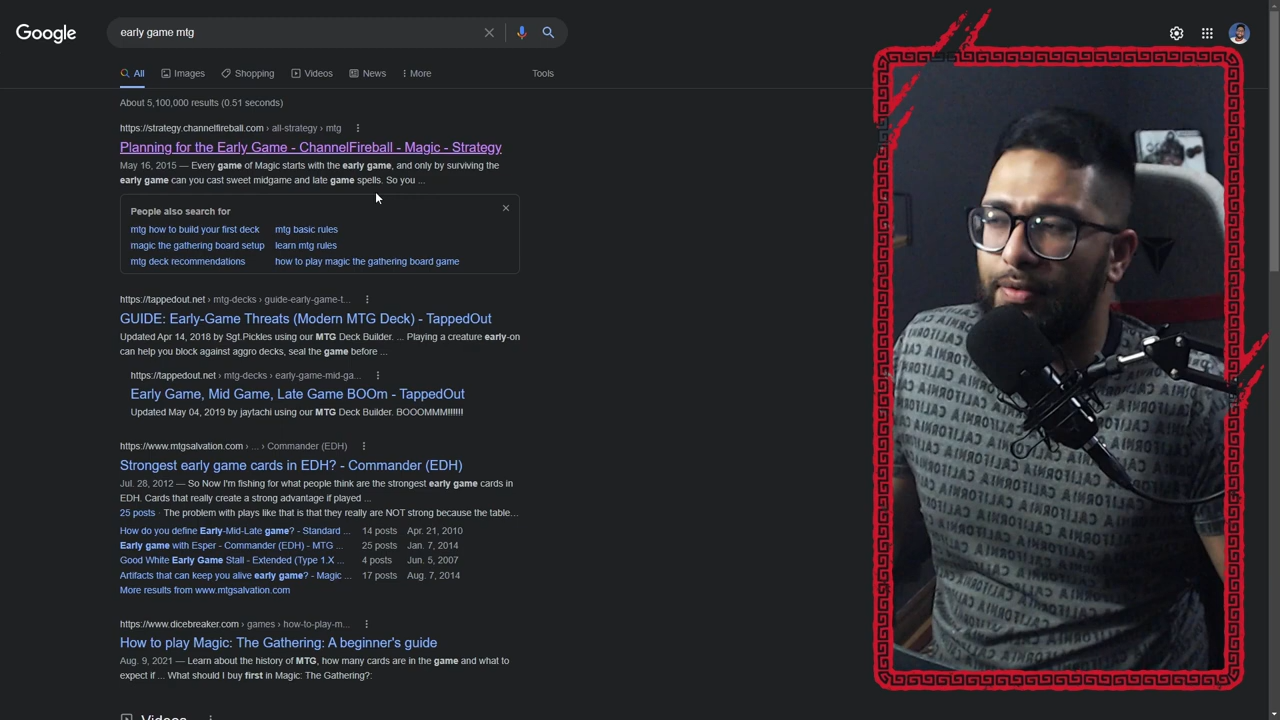 Google
early game mtg
All
Images
Shopping
Videos
News
More
Tools
About 5,100,000 results (0.51 seconds)
https://strategy.channelfireball.com › all-strategy › mtg
Planning for the Early Game - ChannelFireball - Magic - Strategy
May 16, 2015 — Every game of Magic starts with the early game, and only by surviving the
early game can you cast sweet midgame and late game spells. So you ...
People also search for
mtg how to build your first deck
mtg basic rules
magic the gathering board setup
learn mtg rules
mtg deck recommendations
how to play magic the gathering board game
https://tappedout.net › mtg-decks › guide-early-game-t...
GUIDE: Early-Game Threats (Modern MTG Deck) - TappedOut
Updated Apr 14, 2018 by Sgt.Pickles using our MTG Deck Builder. ... Playing a creature early-on
can help you block against aggro decks, seal the game before ...
https://tappedout.net › mtg-decks › early-game-mid-ga...
Early Game, Mid Game, Late Game BOOm - TappedOut
Updated May 04, 2019 by jaytachi using our MTG Deck Builder. BOOOMMM!!!!!!
https://www.mtgsalvation.com › ... › Commander (EDH)
Strongest early game cards in EDH? - Commander (EDH)
Jul. 28, 2012 — So Now I'm fishing for what people think are the strongest early game cards in
EDH. Cards that really create a strong advantage if played ...
25 posts · The problem with plays like that is that they really are NOT strong because the table...
How do you define Early-Mid-Late game? - Standard ... 14 posts Apr. 21, 2010
Early game with Esper - Commander (EDH) - MTG ... 25 posts Jan. 7, 2014
Good White Early Game Stall - Extended (Type 1.X ... 4 posts Jun. 5, 2007
Artifacts that can keep you alive early game? - Magic ... 17 posts Aug. 7, 2014
More results from www.mtgsalvation.com
https://www.dicebreaker.com › games › how-to-play-m...
How to play Magic: The Gathering: A beginner's guide
Aug. 9, 2021 — Learn about the history of MTG, how many cards are in the game and what to
expect if ... What should I buy first in Magic: The Gathering?:
Videos
CALIFORNIA CALIFORNIA CALIFORNIA